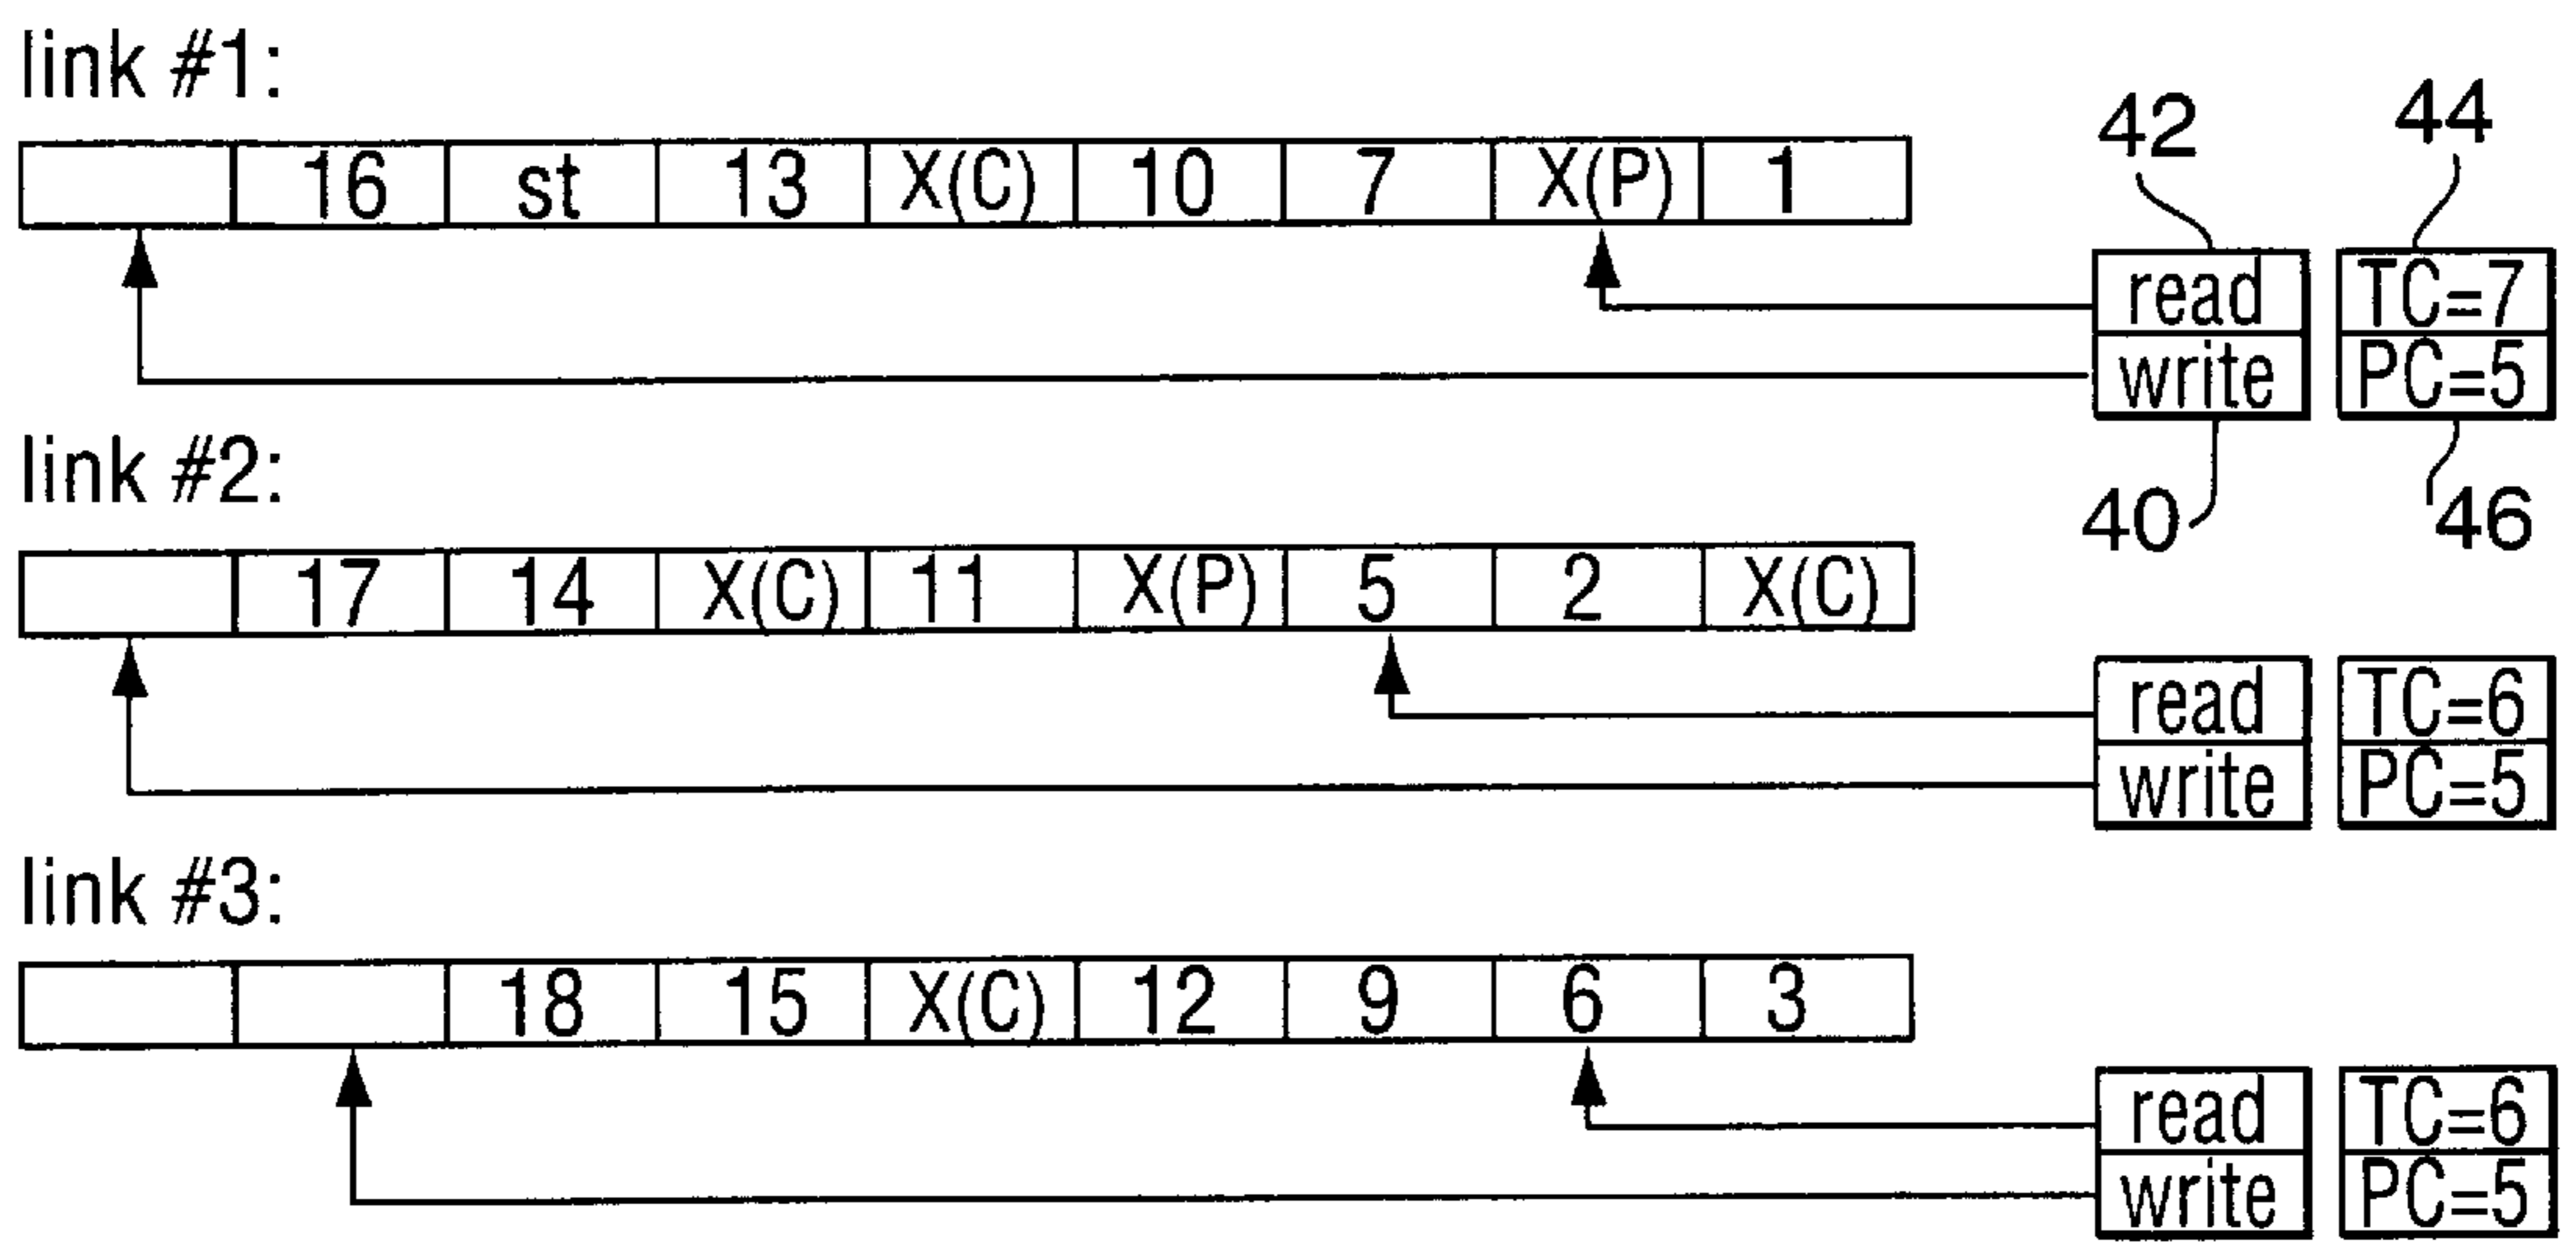 link #1:
42 44
16 st 13 X(C) 10 7 X(P) 1
read TC=7
write PC=5
link #2:
40 46
17 14 X(C) 11 X(P) 5 2 X(C)
read TC=6
write PC=5
link #3:
18 15 X(C) 12 9 6 3
read TC=6
write PC=5